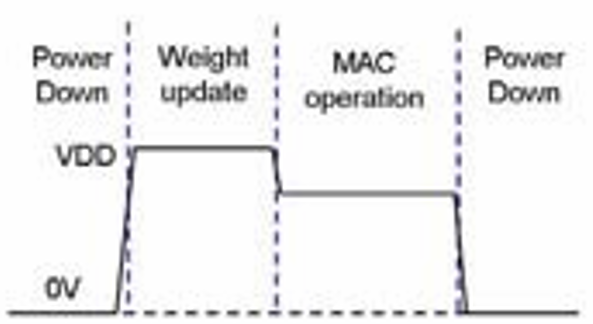 Power
Down
Weight
update
MAC
operation
Power
Down
VDD
0V